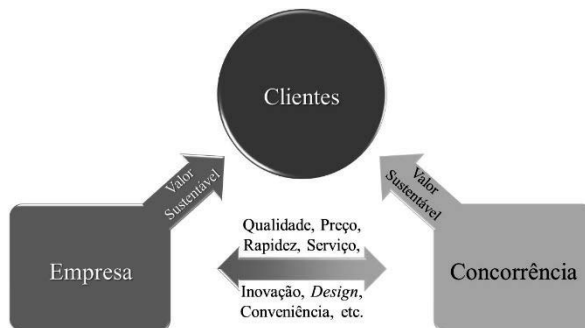 Clientes
Valor
Sustentável
Valor
Sustentável
Qualidade, Preço,
Rapidez, Serviço,
Empresa
Concorrência
Inovação, Design,
Conveniência, etc.